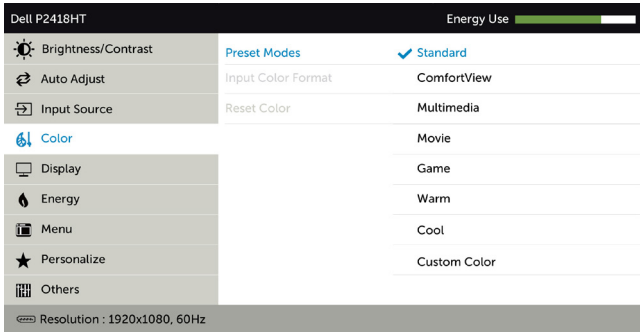 Dell P2418HT
Energy Use
Brightness/Contrast
Auto Adjust
Input Source
Color
Display
Energy
Menu
Personalize
Others
Preset Modes
Input Color Format
Reset Color
Standard
ComfortView
Multimedia
Movie
Game
Warm
Cool
Custom Color
Resolution : 1920x1080, 60Hz